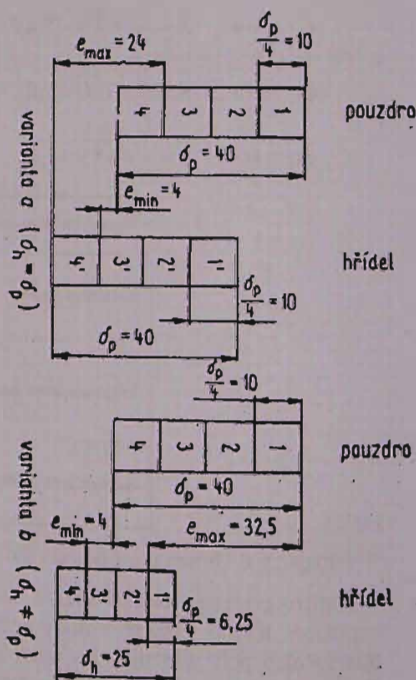 e_max = 24
δ_p/4 = 10
4 3 2 1
pouzdro
δ_p = 40
e_min = 4
4' 3' 2' 1'
hřídel
δ_p/4 = 10
δ_p = 40
varianta a (δ_h = δ_p)
δ_p/4 = 10
4 3 2 1
pouzdro
δ_p = 40
e_min = 4
e_max = 32,5
4' 3' 2' 1'
hřídel
δ_p/4 = 6,25
δ_h = 25
varianta b (δ_h ≠ δ_p)